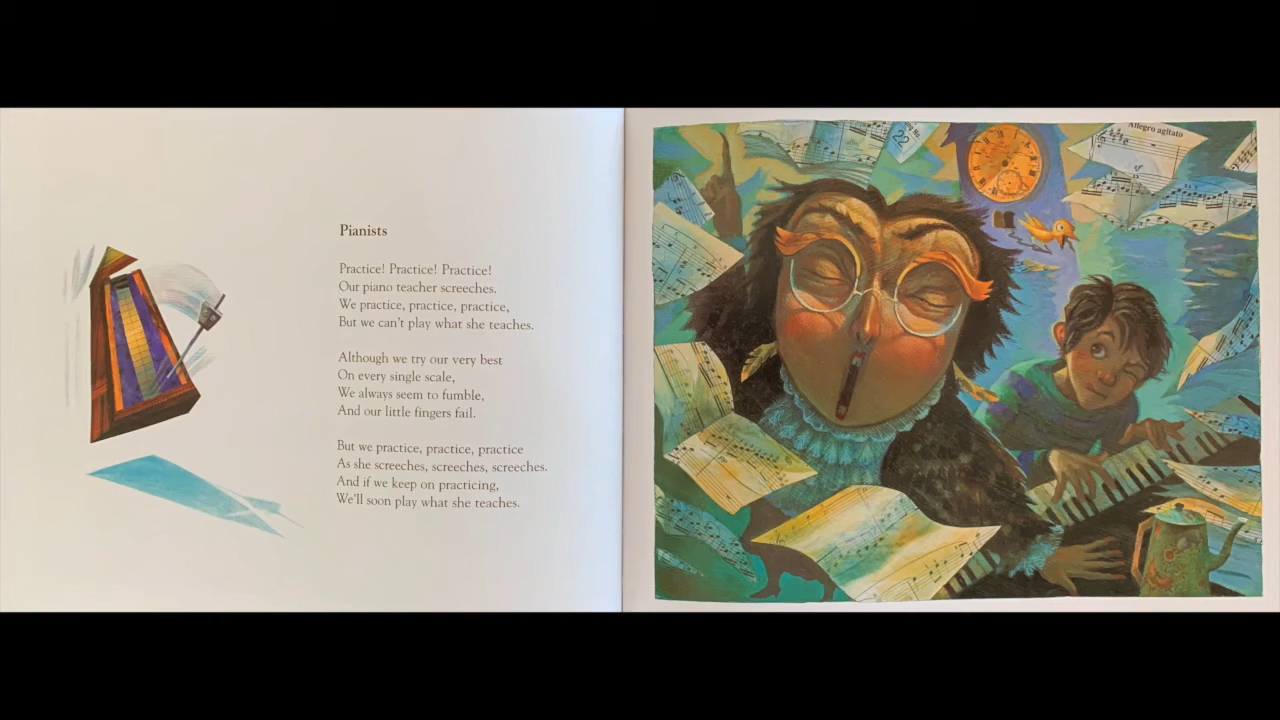 Pianists
Practice! Practice! Practice!
Our piano teacher screeches.
We practice, practice, practice,
But we can't play what she teaches.
Although we try our very best
On every single scale,
We always seem to fumble,
And our little fingers fail.
But we practice, practice, practice
As she screeches, screeches, screeches.
And if we keep on practicing,
We'll soon play what she teaches.
22
Allegro agitato